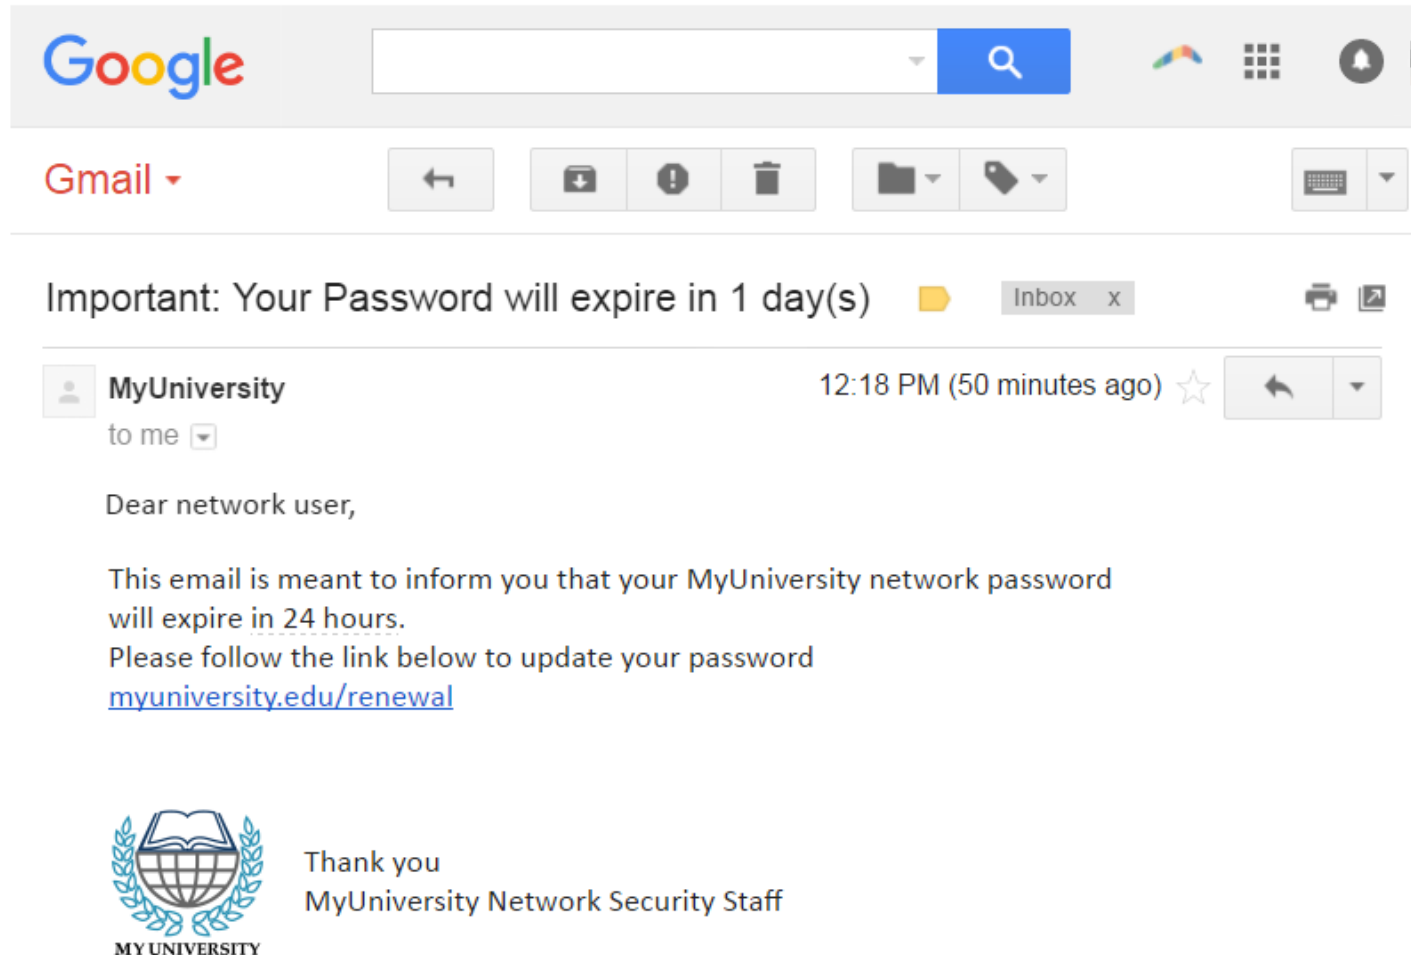 Google
Gmail
Important: Your Password will expire in 1 day(s) Inbox x
MyUniversity 12:18 PM (50 minutes ago)
to me
Dear network user,
This email is meant to inform you that your MyUniversity network password
will expire in 24 hours.
Please follow the link below to update your password
myuniversity.edu/renewal
Thank you
MyUniversity Network Security Staff
MY UNIVERSITY